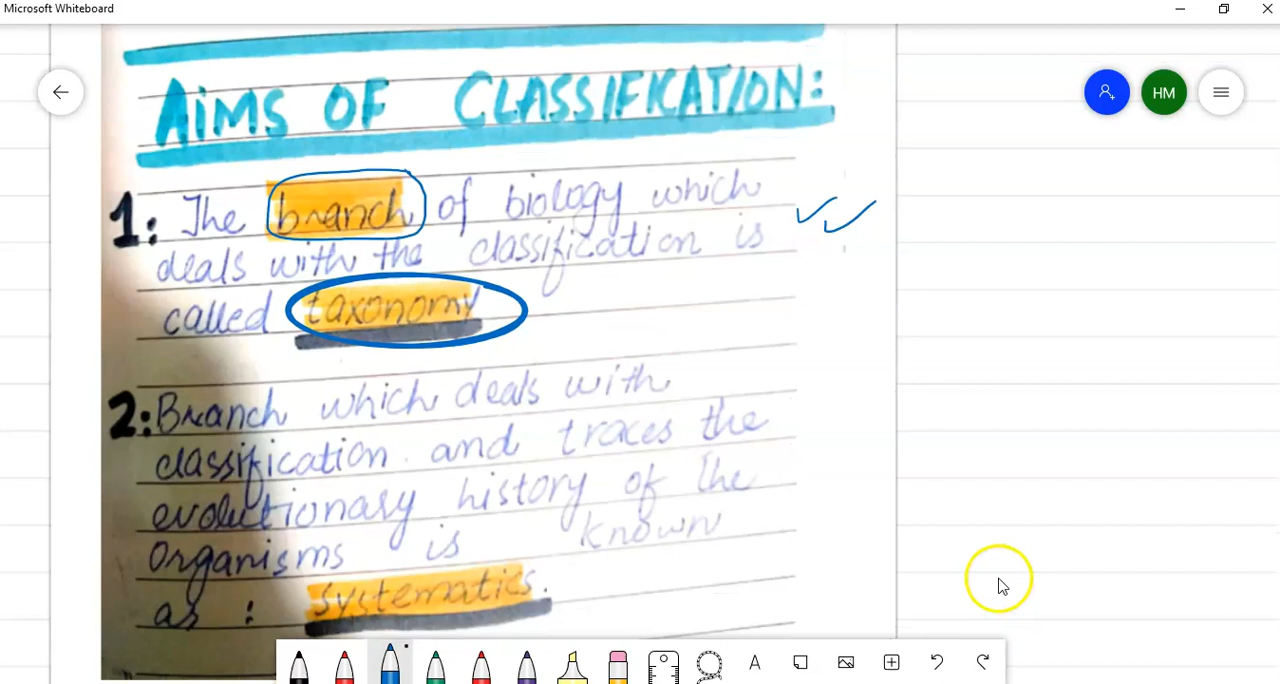 Microsoft Whiteboard
AiMS OF CLASSIFICATION:
HM
1: The branch of biology which
deals with the classification is
called taxonomy
2: Branch which deals with
classification. and traces the
evolutionary history of the
Organisms is known
as : systematics.
A